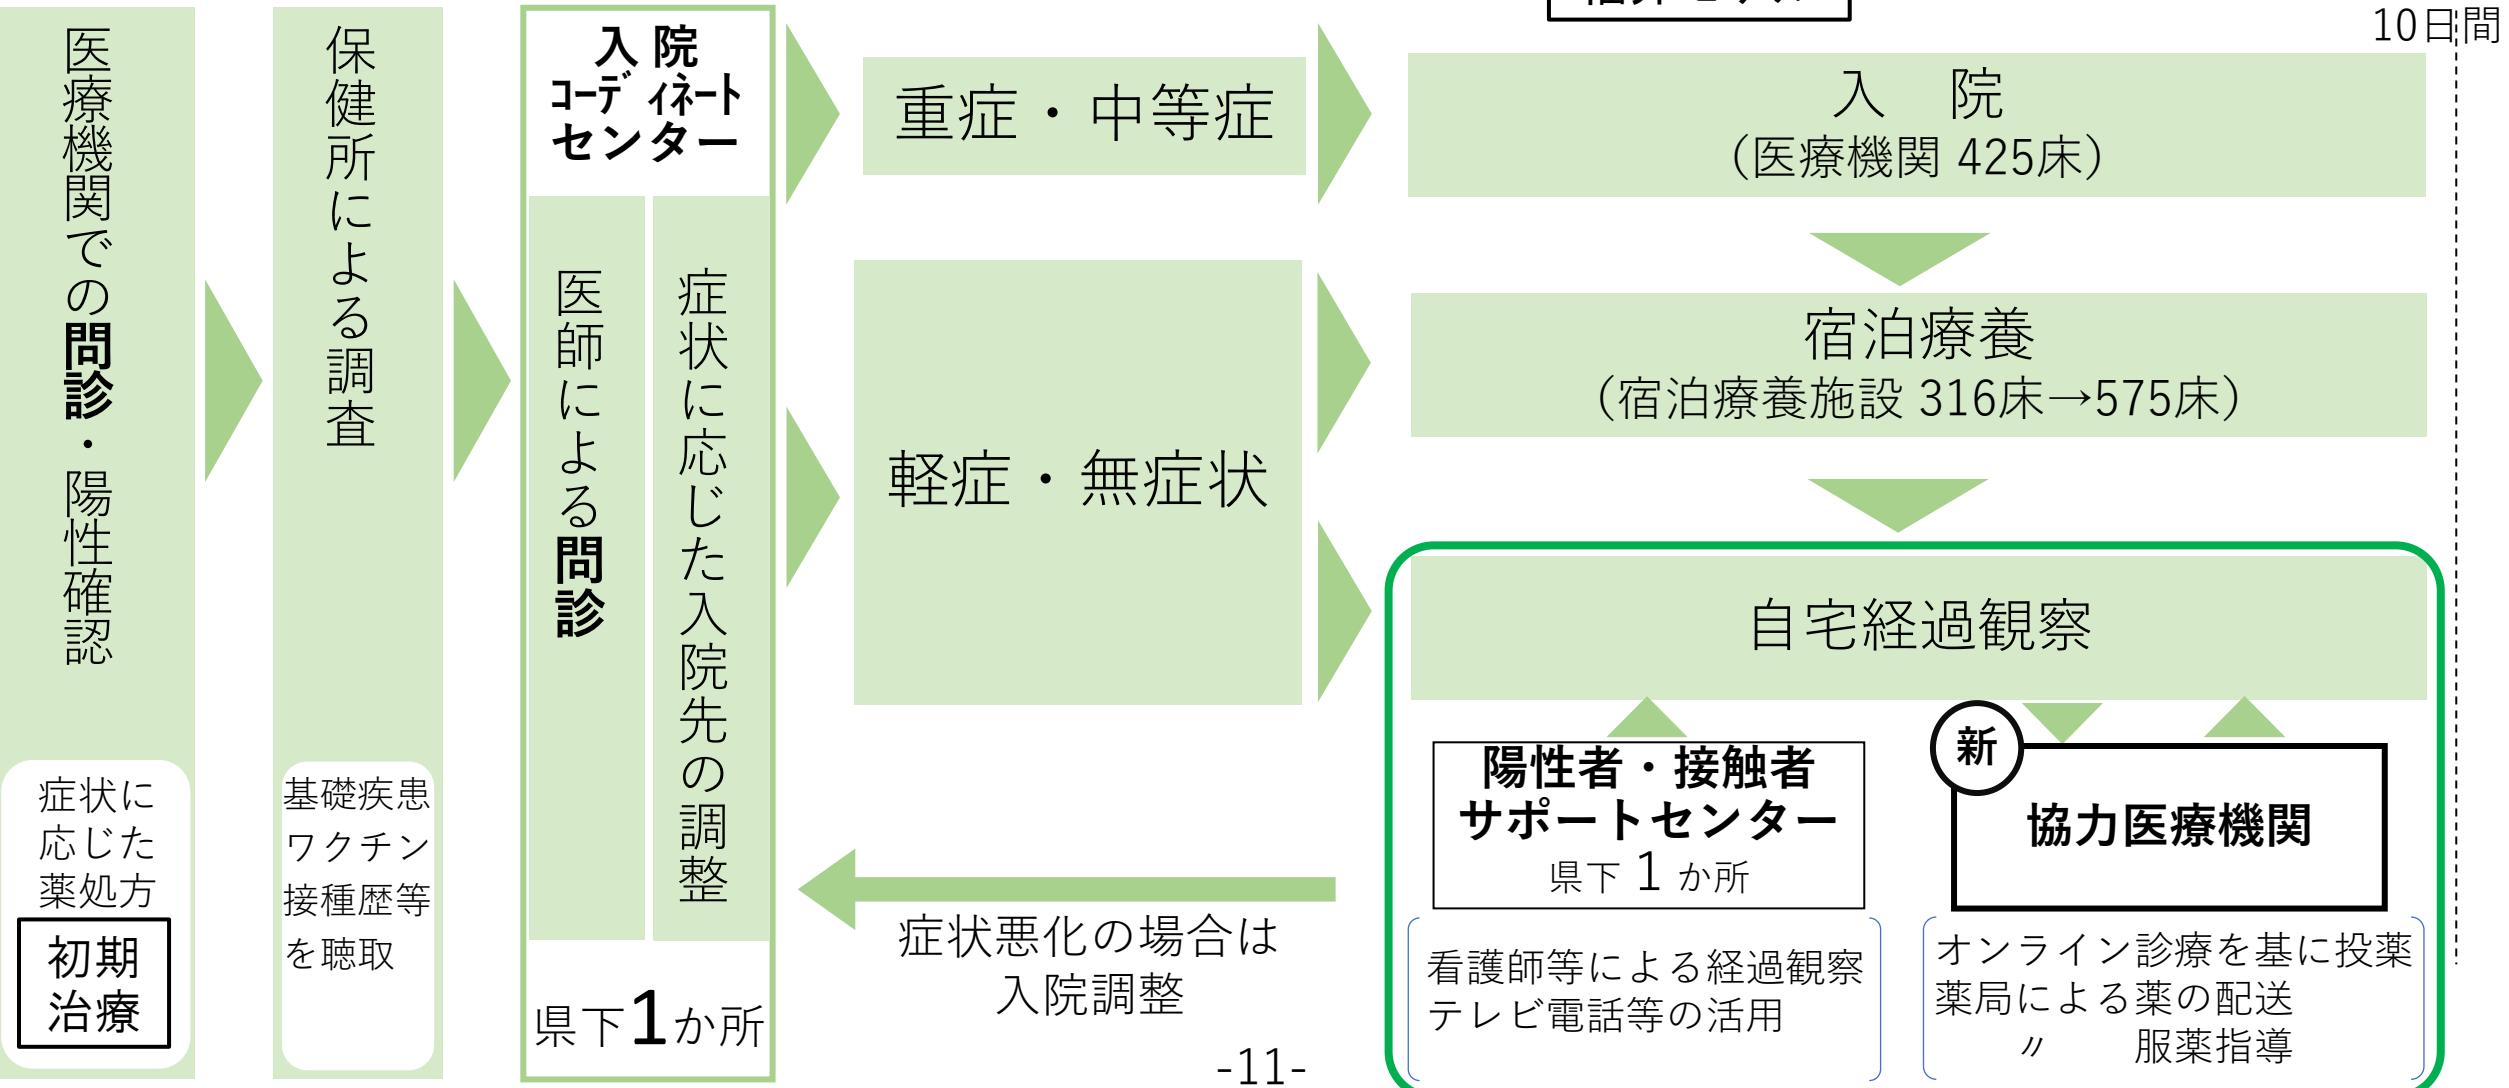 医療機関での問診・陽性確認
症状に
応じた
薬処方
初期
治療
保健所による調査
基礎疾患
ワクチン
接種歴等
を聴取
入 院
コーディネート
センター
医師による問診
症状に応じた入院先の調整
県下1か所
重症・中等症
軽症・無症状
症状悪化の場合は
入院調整
10日間
入 院
（医療機関 425床）
宿泊療養
（宿泊療養施設 316床→575床）
自宅経過観察
陽性者・接触者
サポートセンター
県下 1 か所
看護師等による経過観察
テレビ電話等の活用
新
協力医療機関
オンライン診療を基に投薬
薬局による薬の配送
〃 服薬指導
-11-